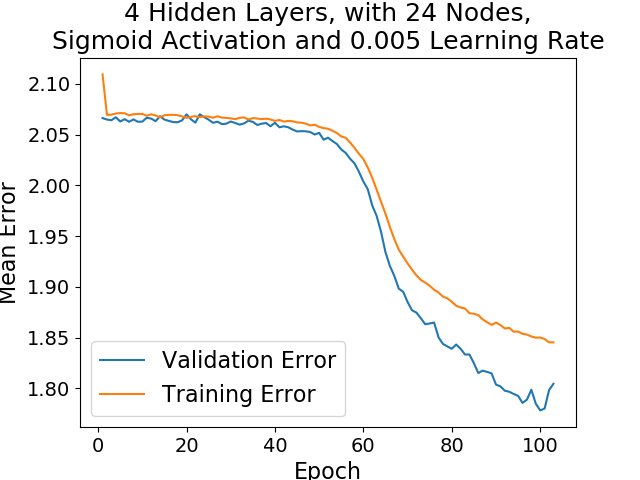 4 Hidden Layers, with 24 Nodes,
Sigmoid Activation and 0.005 Learning Rate
2.10
2.05
2.00
1.95
1.90
1.85
1.80
Mean Error
Validation Error
Training Error
0 20 40 60 80 100
Epoch